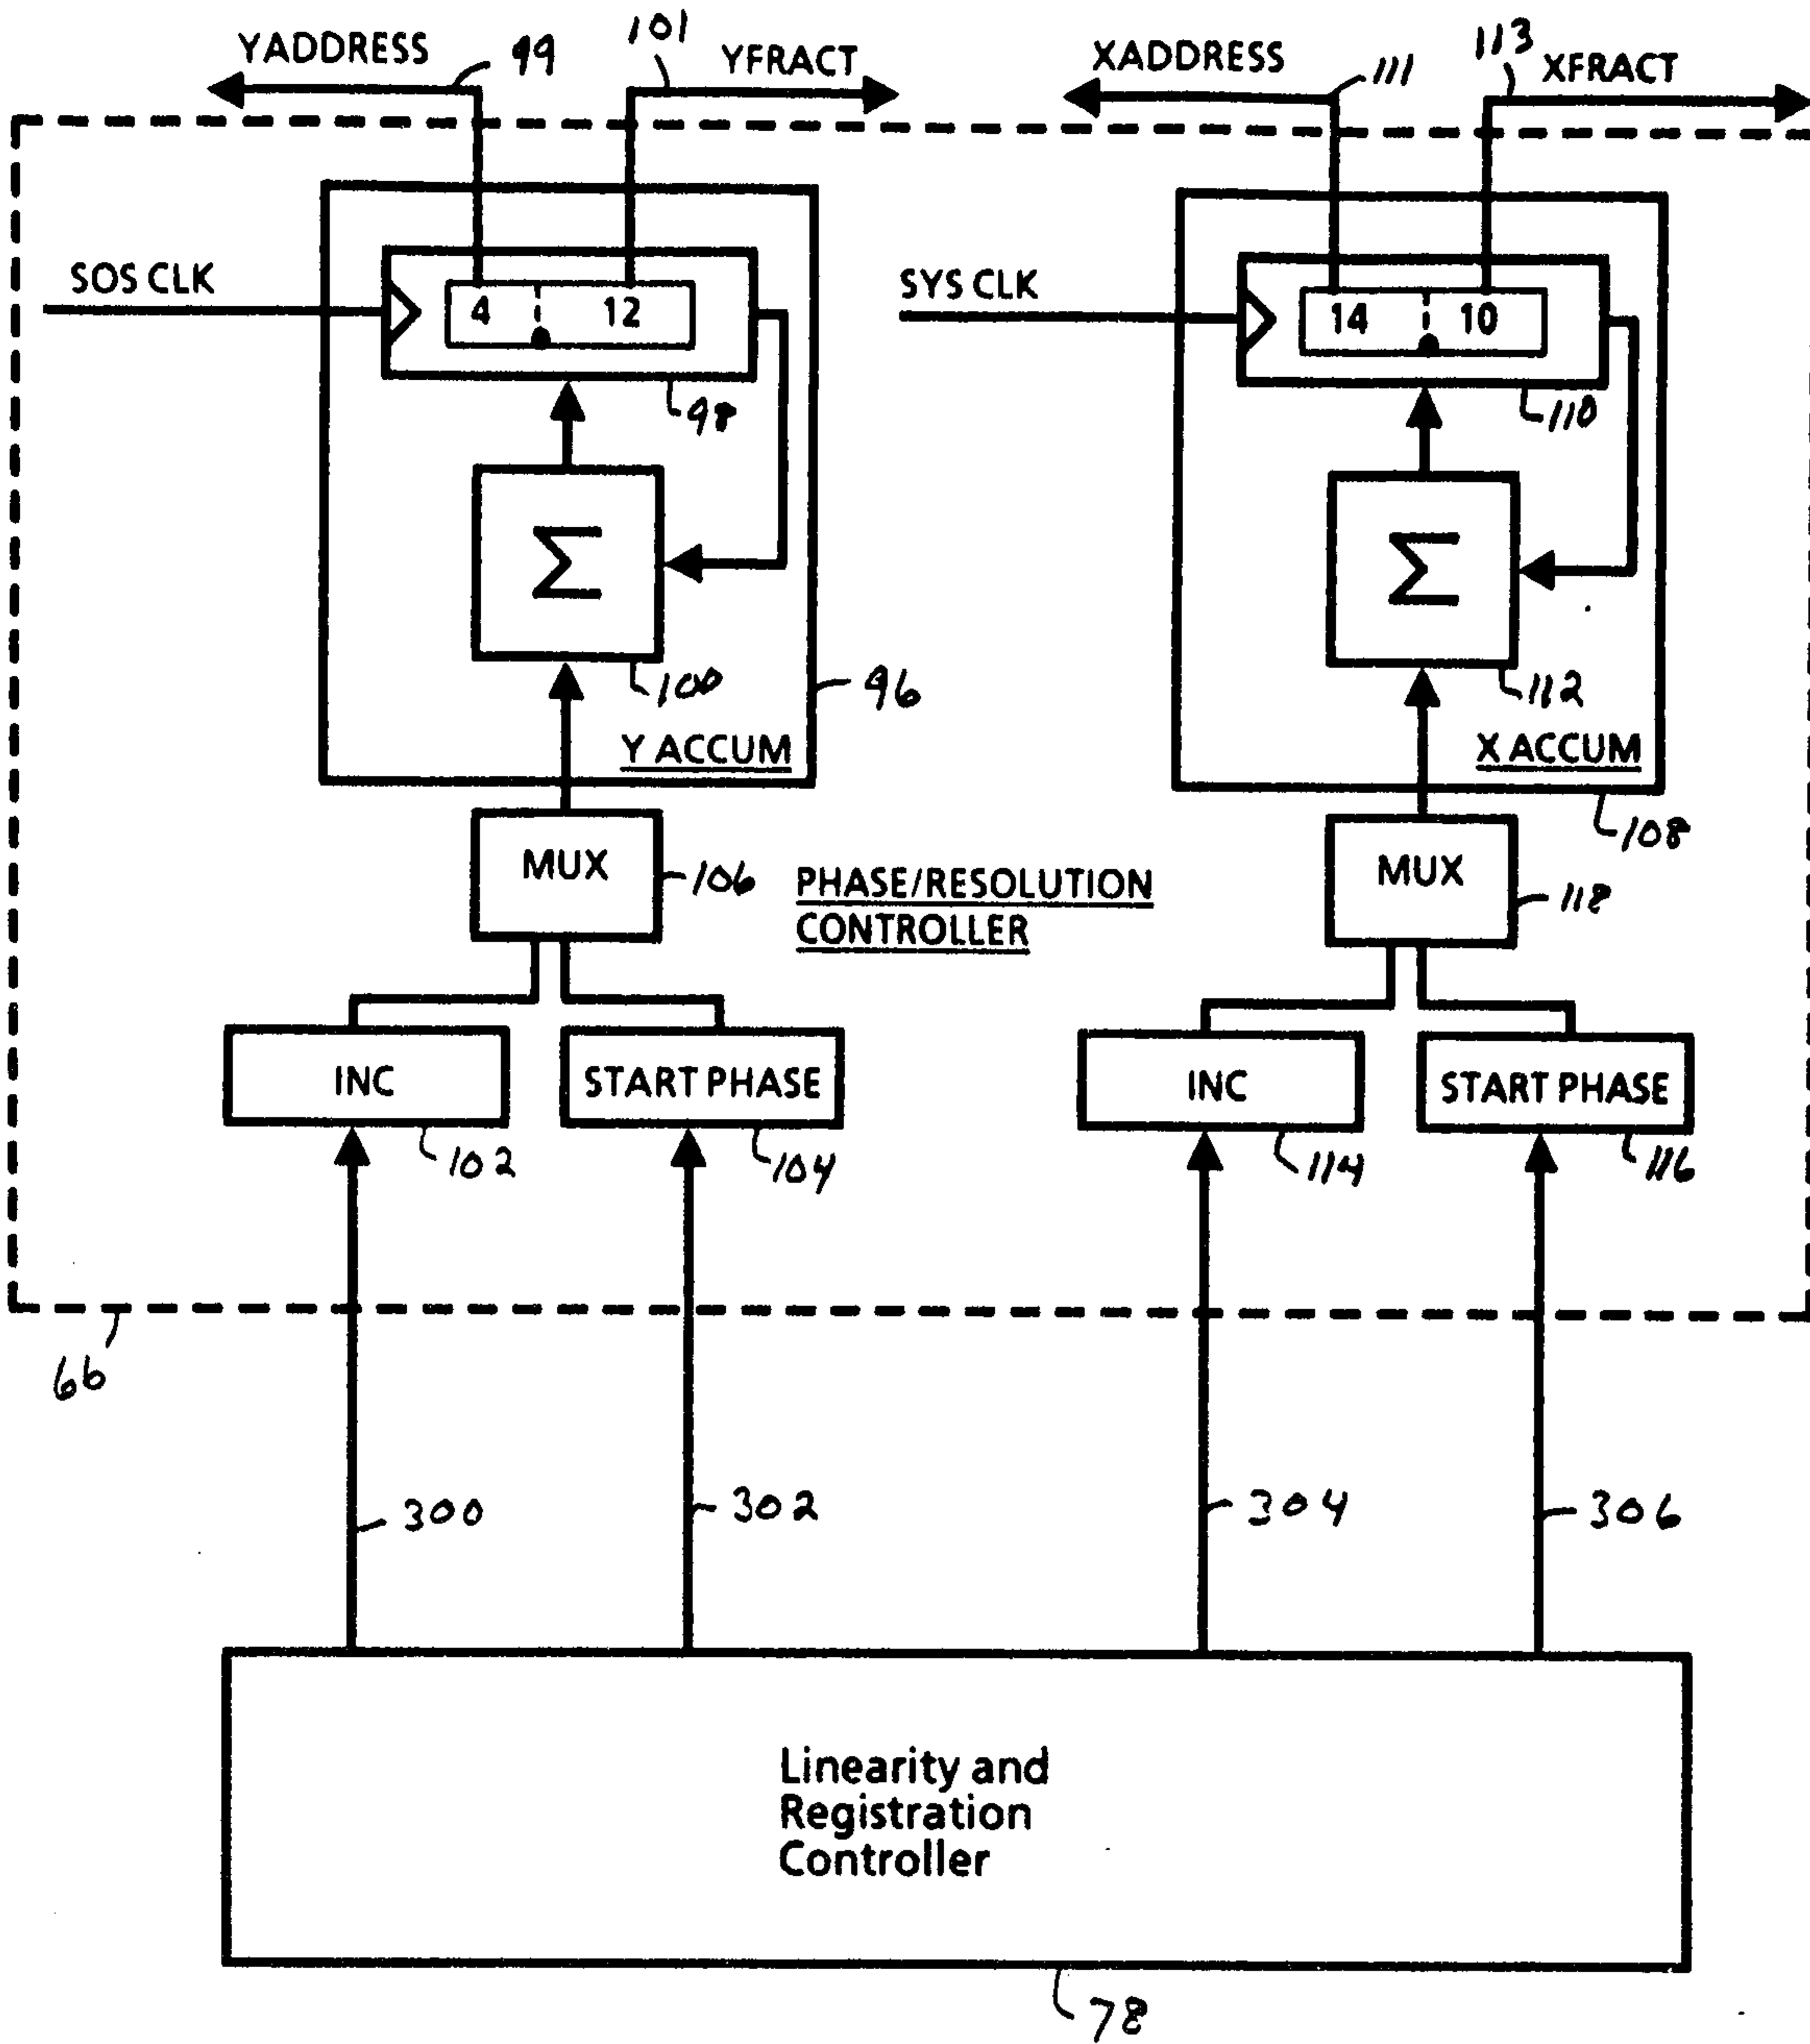 YADDRESS 99 101 YFRACT XADDRESS 111 113 XFRACT
SOS CLK 4 12 SYS CLK 14 10
98 110
Σ Σ
100 96 112
Y ACCUM X ACCUM
108
MUX 106 MUX 118
PHASE/RESOLUTION
CONTROLLER
INC START PHASE INC START PHASE
102 104 114 116
66
300 302 304 306
Linearity and
Registration
Controller
78